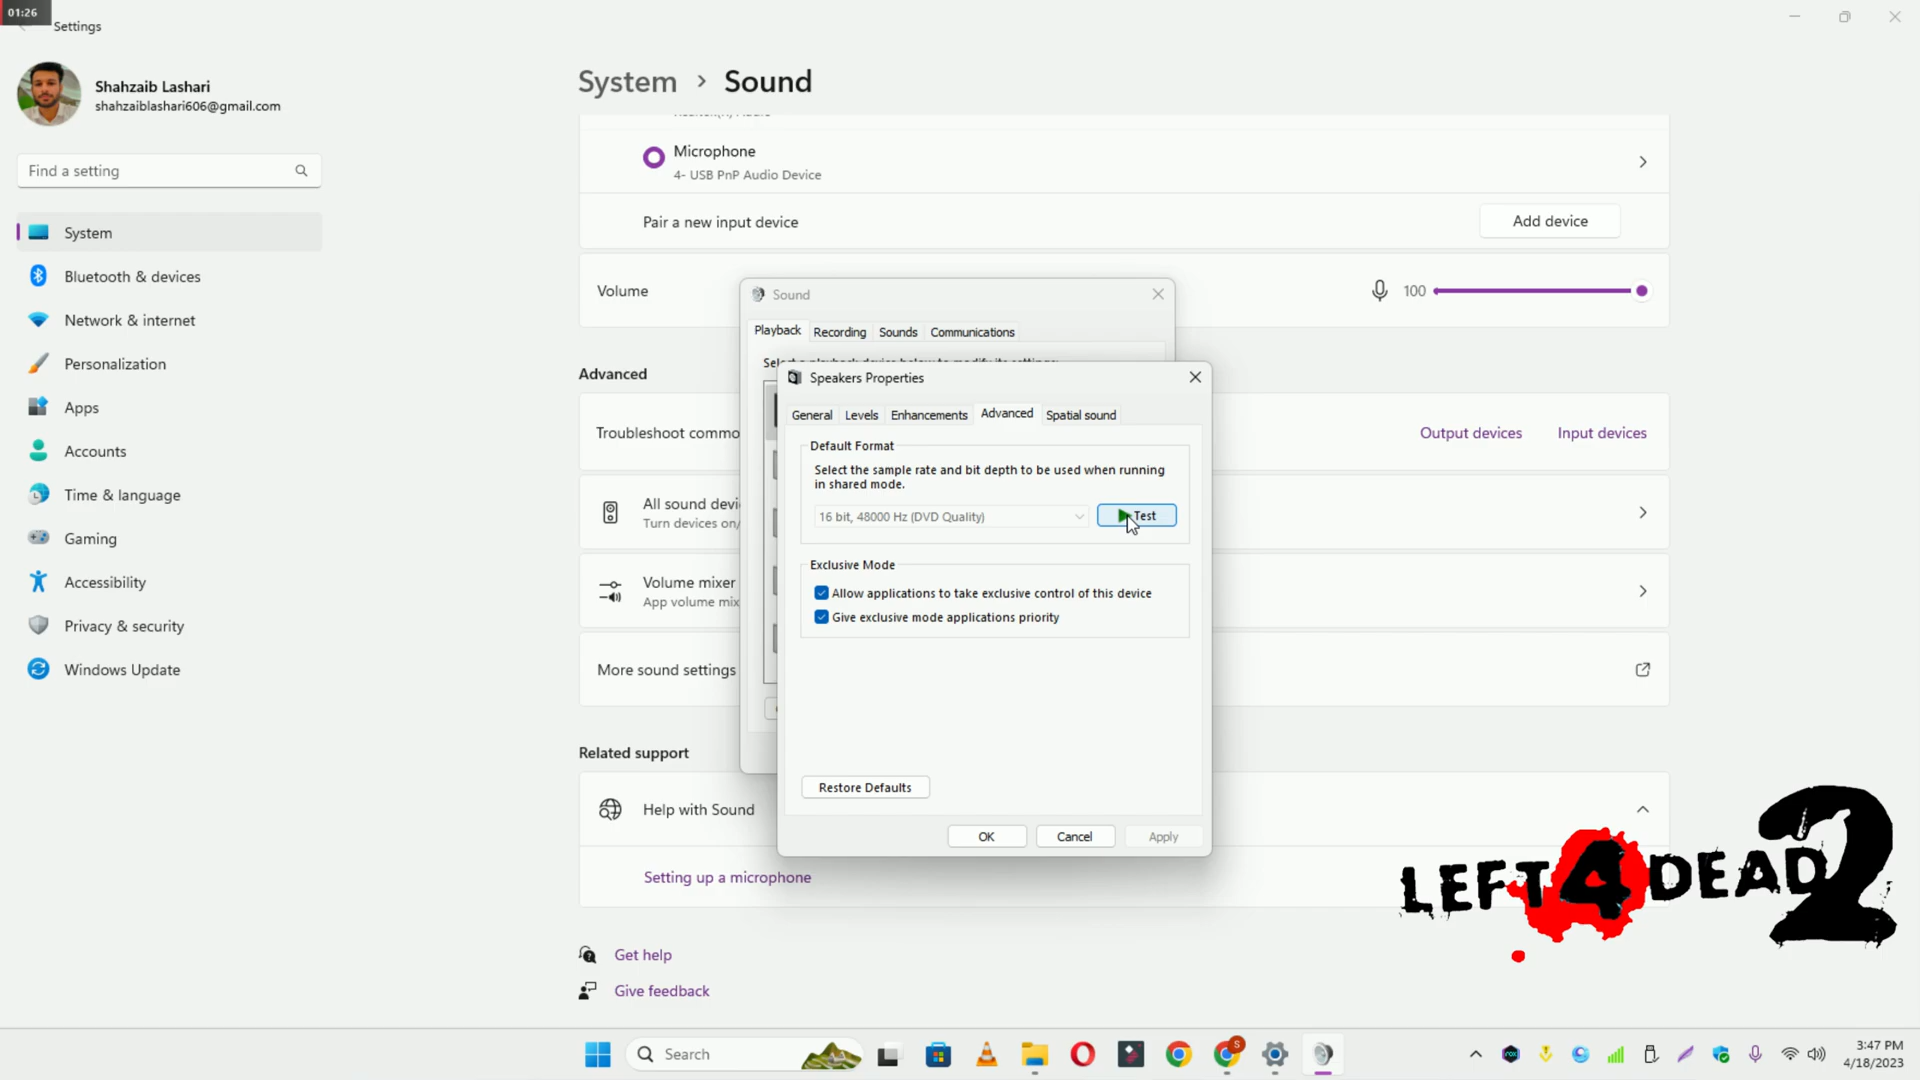 01:26
Settings
Shahzaib Lashari
shahzaiblashari606@gmail.com
Find a setting
System
Bluetooth & devices
Network & internet
Personalization
Apps
Accounts
Time & language
Gaming
Accessibility
Privacy & security
Windows Update
System > Sound
Microphone
4- USB PnP Audio Device
Pair a new input device
Add device
Volume
100
Advanced
Troubleshoot commo
Output devices
Input devices
All sound devi
Turn devices on/
Volume mixer
App volume mix
More sound settings
Related support
Help with Sound
Setting up a microphone
Get help
Give feedback
Sound
Playback
Recording
Sounds
Communications
Speakers Properties
General
Levels
Enhancements
Advanced
Spatial sound
Default Format
Select the sample rate and bit depth to be used when running
in shared mode.
16 bit, 48000 Hz (DVD Quality)
Test
Exclusive Mode
Allow applications to take exclusive control of this device
Give exclusive mode applications priority
Restore Defaults
OK
Cancel
Apply
LEFT 4 DEAD 2
Search
S
3:47 PM
4/18/2023